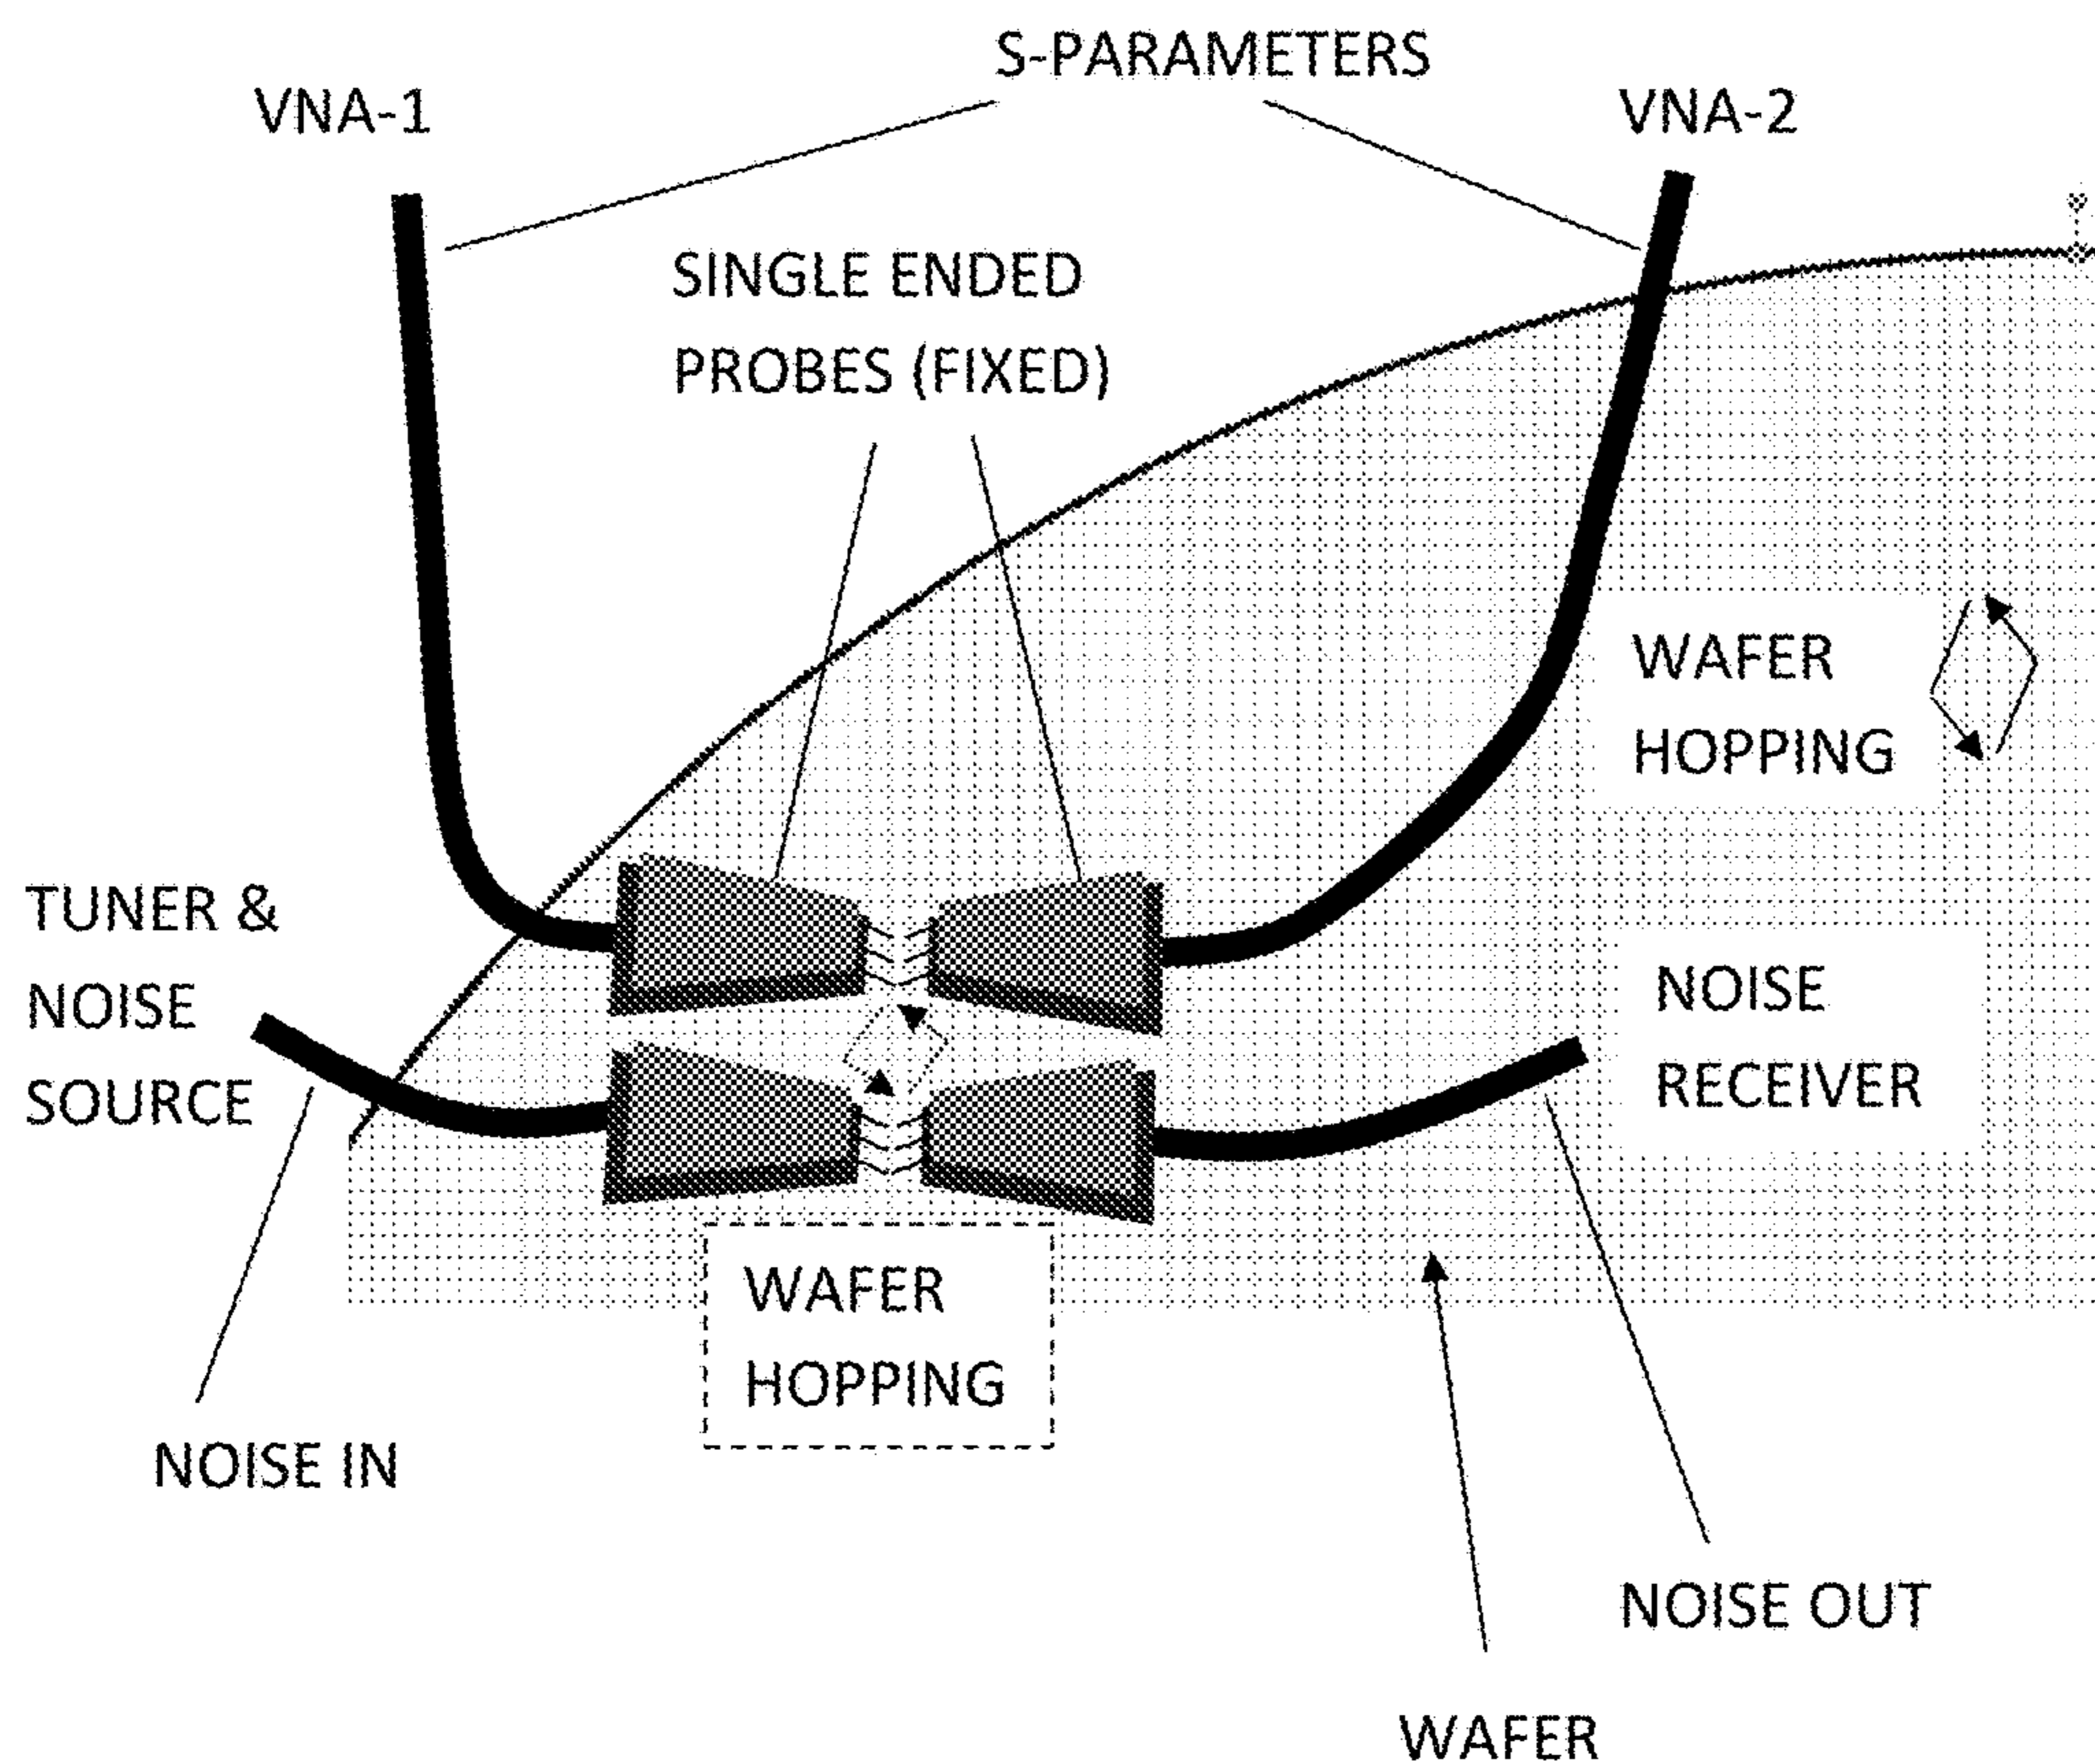 S-PARAMETERS
VNA-1
VNA-2
SINGLE ENDED
PROBES (FIXED)
WAFER
HOPPING
TUNER &
NOISE
SOURCE
NOISE
RECEIVER
WAFER
HOPPING
NOISE IN
NOISE OUT
WAFER